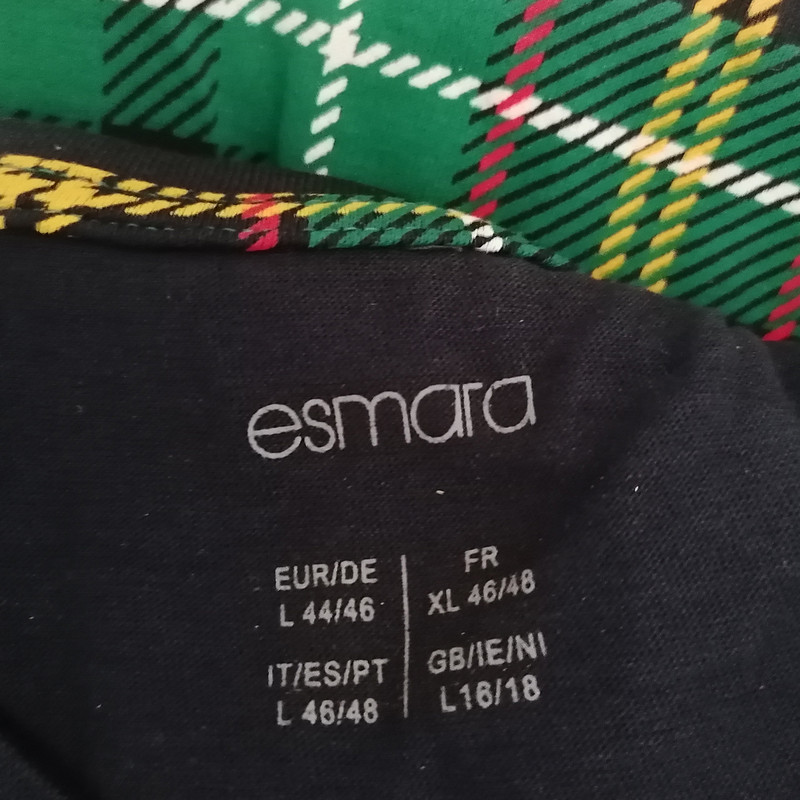 esmara
EUR/DE
L 44/46
FR
XL 46/48
IT/ES/PT
L 46/48
GB/IE/NI
L16/18